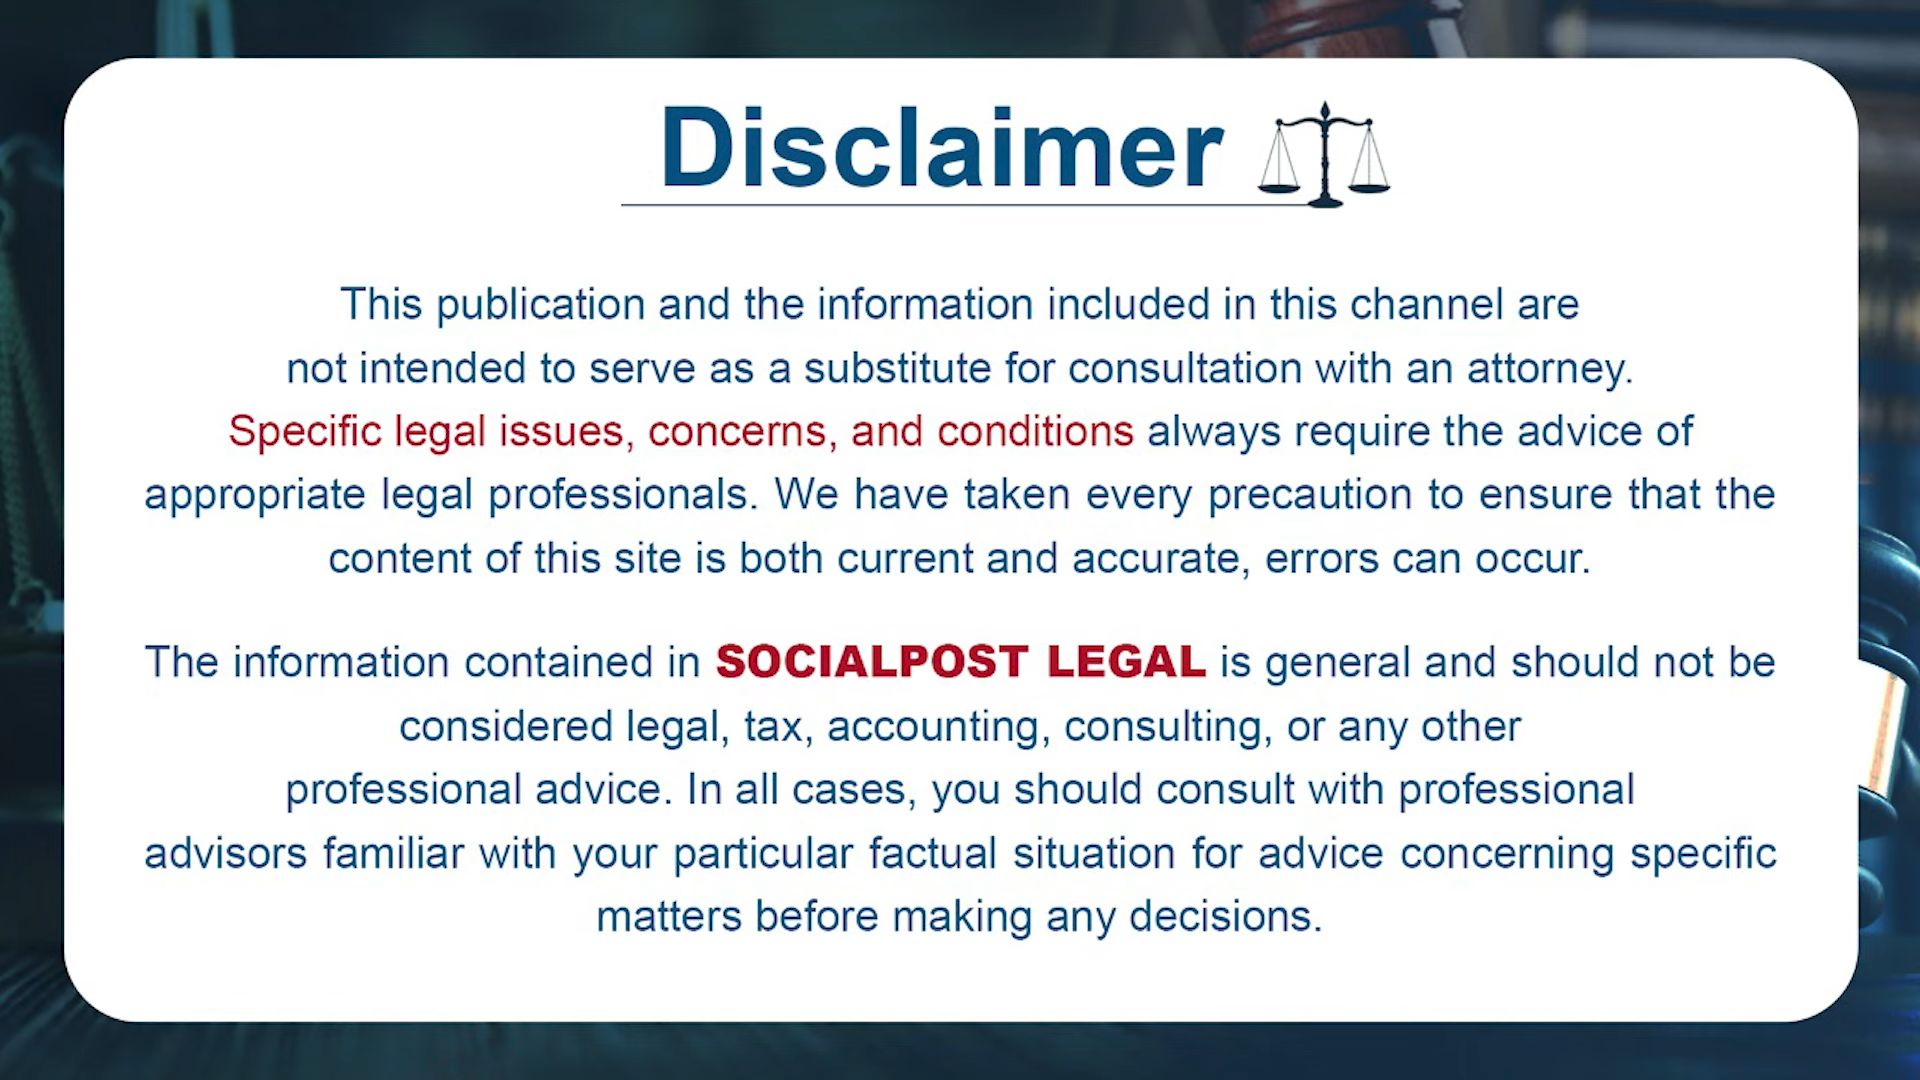 Disclaimer
This publication and the information included in this channel are
not intended to serve as a substitute for consultation with an attorney.
Specific legal issues, concerns, and conditions always require the advice of
appropriate legal professionals. We have taken every precaution to ensure that the
content of this site is both current and accurate, errors can occur.
The information contained in SOCIALPOST LEGAL is general and should not be
considered legal, tax, accounting, consulting, or any other
professional advice. In all cases, you should consult with professional
advisors familiar with your particular factual situation for advice concerning specific
matters before making any decisions.